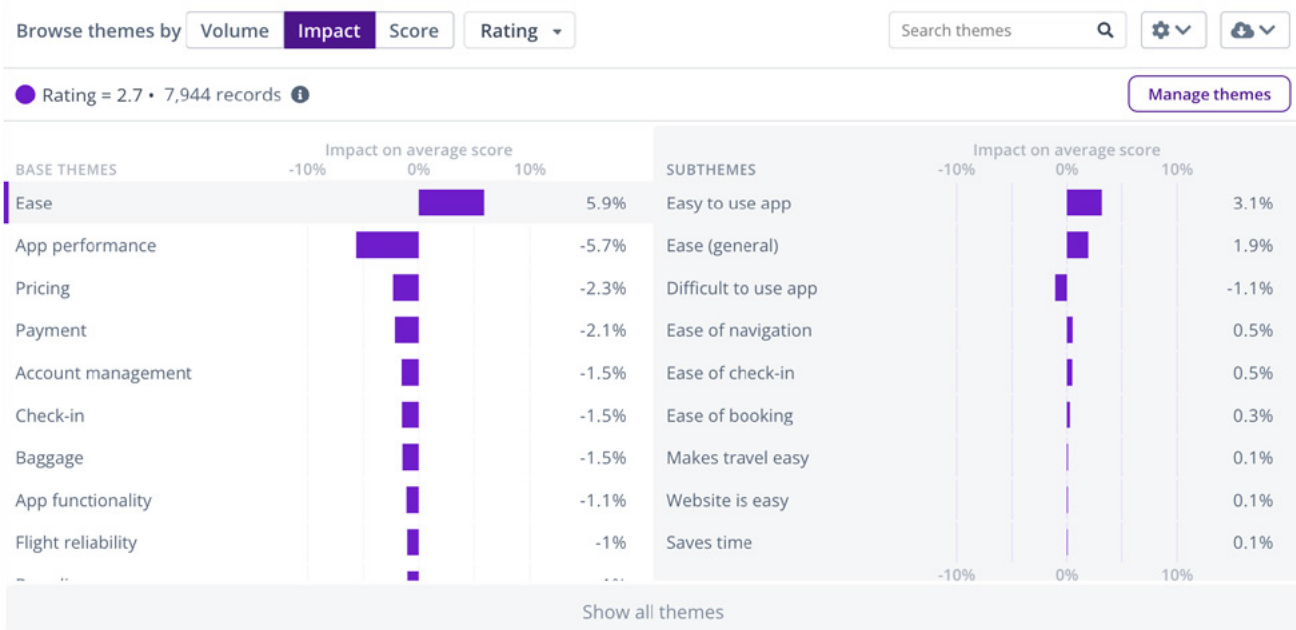 Browse themes by Volume Impact Score Rating Search themes
Rating = 2.7 • 7,944 records Manage themes
Impact on average score
BASE THEMES -10% 0% 10%
Ease 5.9%
App performance -5.7%
Pricing -2.3%
Payment -2.1%
Account management -1.5%
Check-in -1.5%
Baggage -1.5%
App functionality -1.1%
Flight reliability -1%
Impact on average score
SUBTHEMES -10% 0% 10%
Easy to use app 3.1%
Ease (general) 1.9%
Difficult to use app -1.1%
Ease of navigation 0.5%
Ease of check-in 0.5%
Ease of booking 0.3%
Makes travel easy 0.1%
Website is easy 0.1%
Saves time 0.1%
-10% 0% 10%
Show all themes